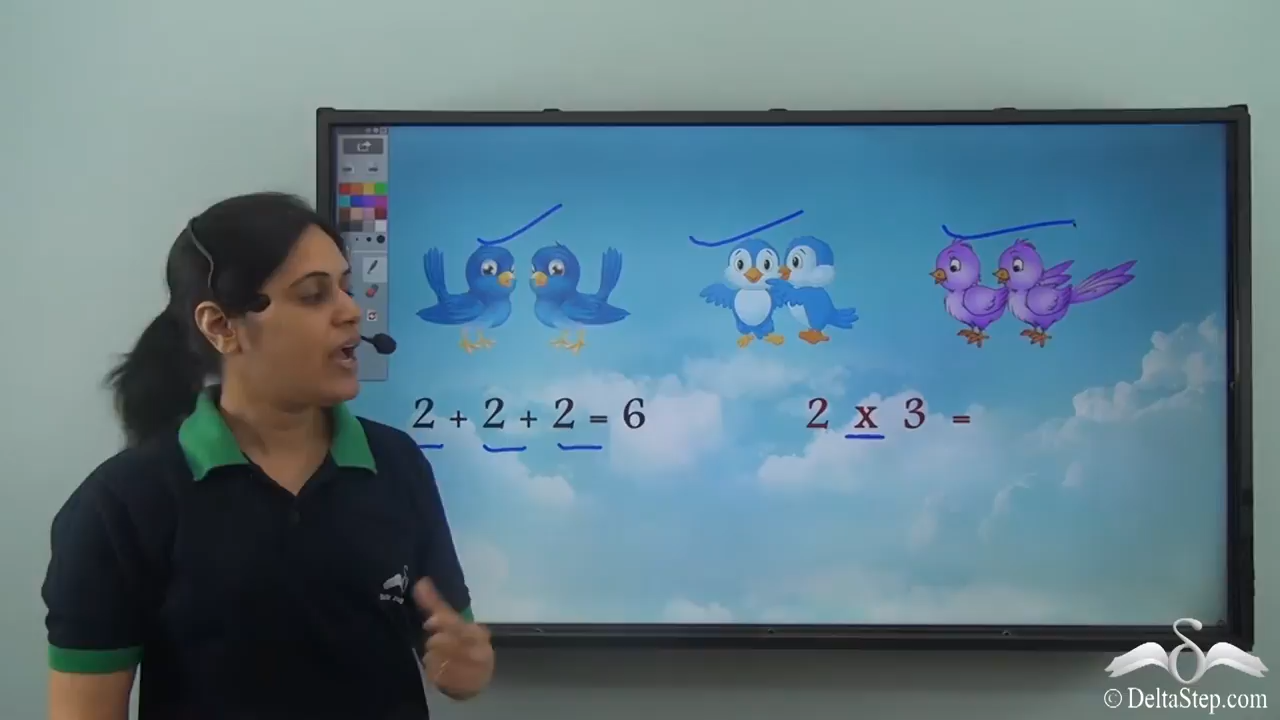 2 + 2 + 2 = 6
2 x 3 =
© DeltaStep.com